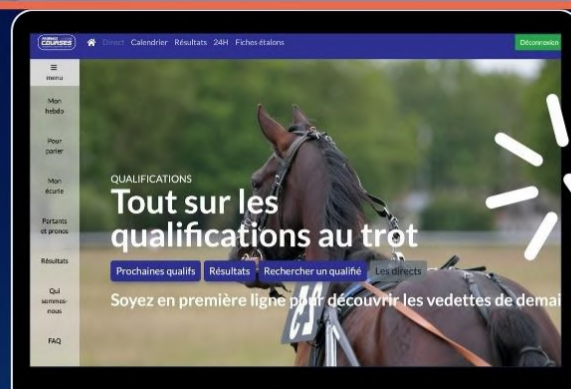 COURSES
Direct Calendrier Résultats 24H Fiches étalons
Déconnexion
menu
Mon
hebdo
Pour
parier
Mon
écurie
Partants
et pronos
Résultats
Qui
sommes-
nous
FAQ
QUALIFICATIONS
Tout sur les
qualifications au trot
Prochaines qualifs Résultats Rechercher un qualifié Les directs
Soyez en première ligne pour découvrir les vedettes de demai